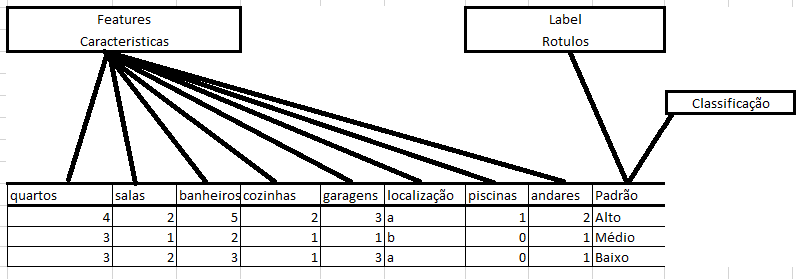 Features
Caracteristicas
Label
Rotulos
Classificação
quartos salas banheiros cozinhas garagens localização piscinas andares Padrão
4 2 5 2 3 a 1 2 Alto
3 1 2 1 1 b 0 1 Médio
3 2 3 1 3 a 0 1 Baixo